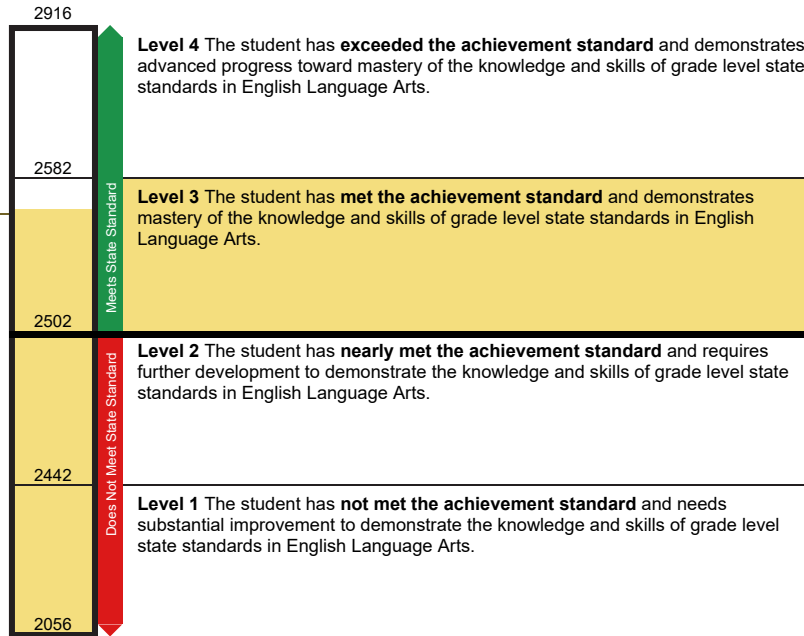 2916
Level 4 The student has exceeded the achievement standard and demonstrates
advanced progress toward mastery of the knowledge and skills of grade level state
standards in English Language Arts.
2582
Level 3 The student has met the achievement standard and demonstrates
mastery of the knowledge and skills of grade level state standards in English
Language Arts.
Meets State Standard
2502
Level 2 The student has nearly met the achievement standard and requires
further development to demonstrate the knowledge and skills of grade level state
standards in English Language Arts.
Does Not Meet State Standard
2442
Level 1 The student has not met the achievement standard and needs
substantial improvement to demonstrate the knowledge and skills of grade level
state standards in English Language Arts.
2056